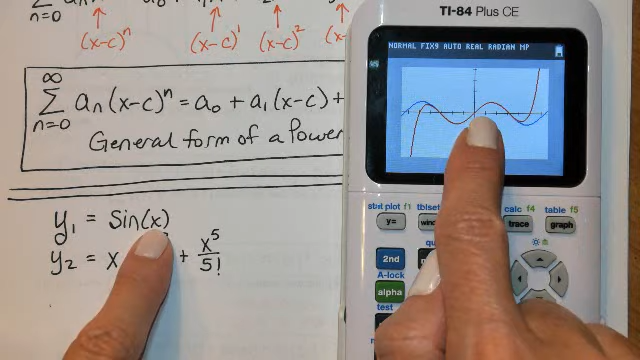 n=0
(x-c)ⁿ (x-c)¹ (x-c)² (x-
∞
∑ aₙ(x-c)ⁿ = a₀ + a₁(x-c)+
n=0
General form of a Power
y₁ = Sin(x)
y₂ = x + x⁵/5!
TI-84 Plus CE
NORMAL FIX9 AUTO REAL RADIAN MP
stat plot f1 tblset calc f4 table f5
y= trace graph
2nd
A-lock
alpha
test